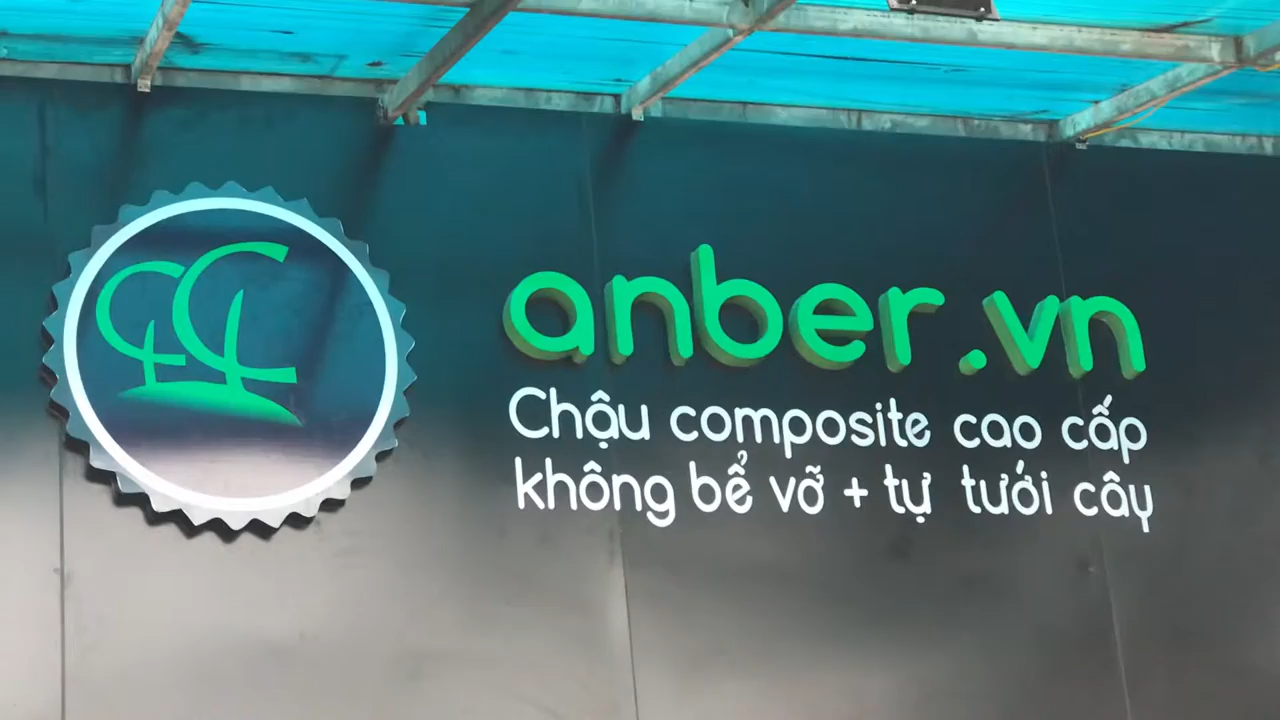 anber.vn
Chậu composite cao cấp
không bể vỡ + tự tưới cây